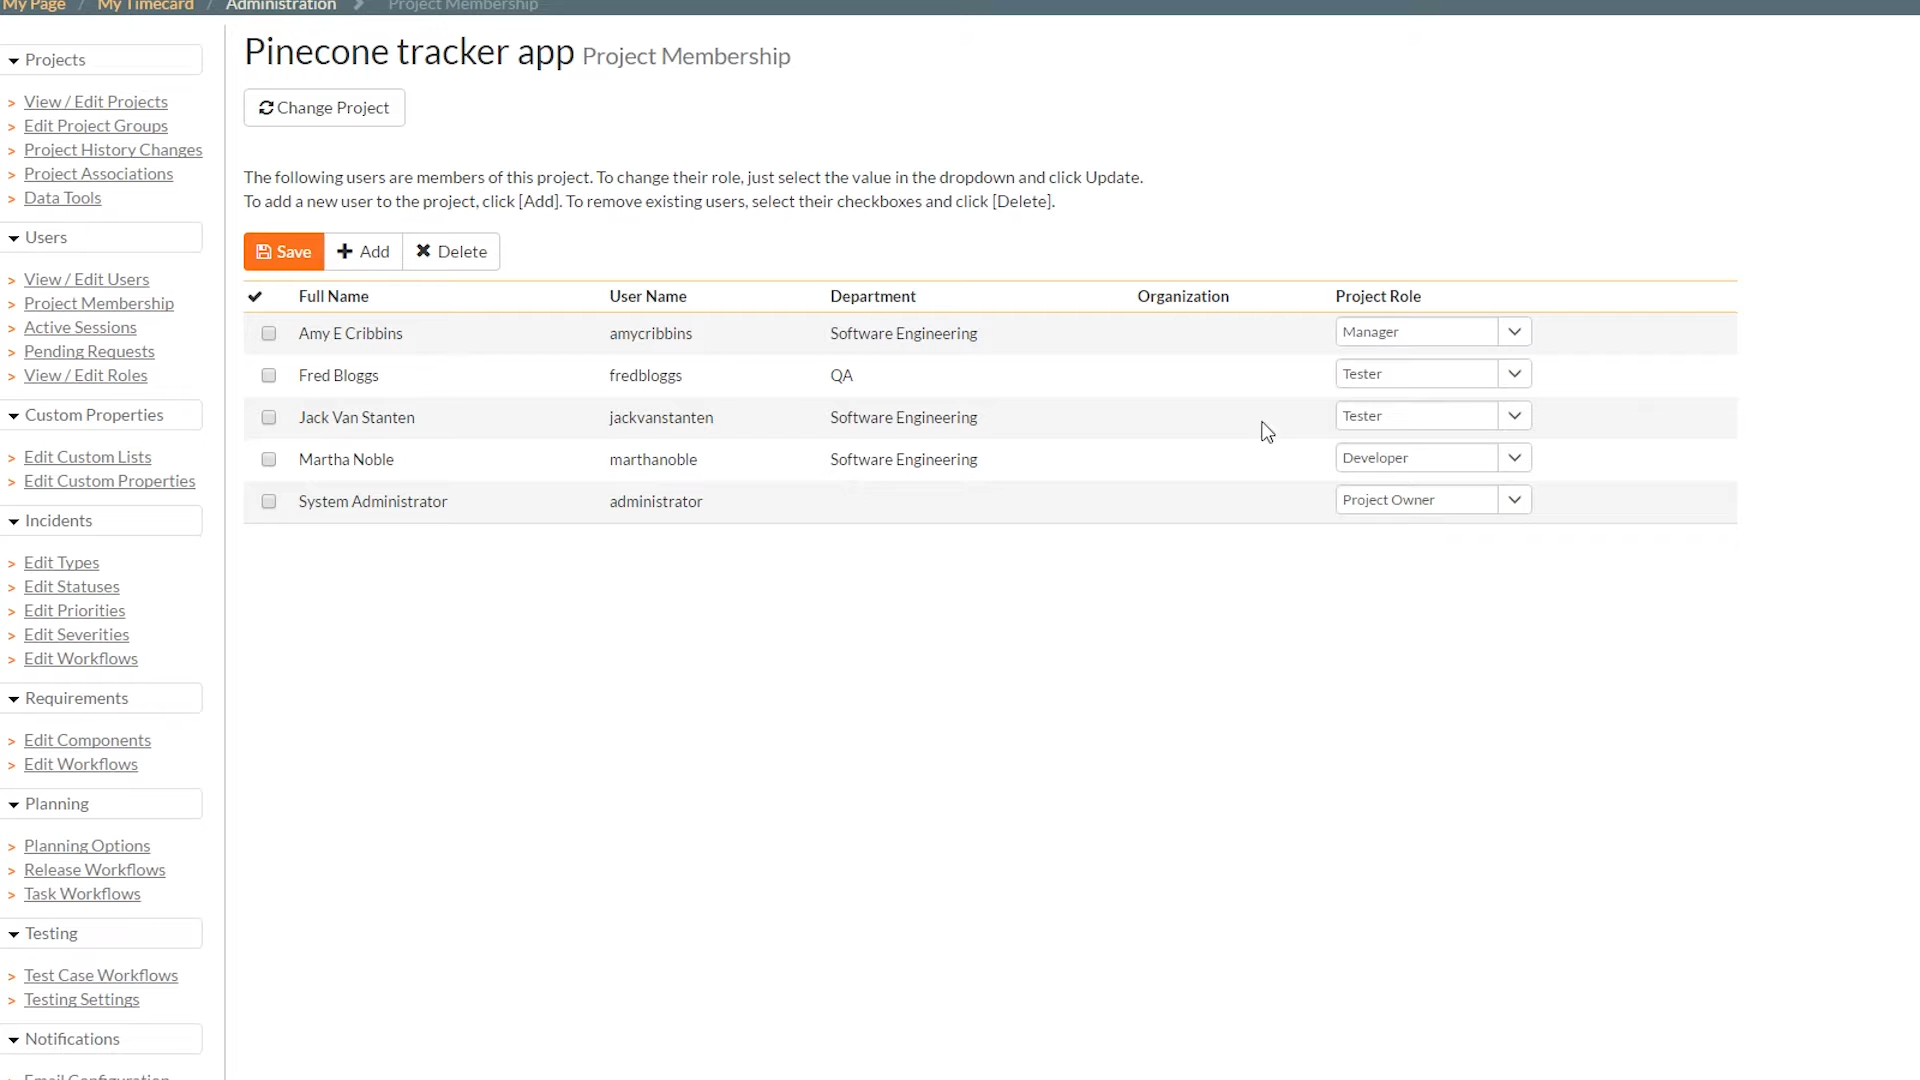 My Page / My Timecard / Administration > Project Membership
Projects
> View / Edit Projects
> Edit Project Groups
> Project History Changes
> Project Associations
> Data Tools
Users
> View / Edit Users
> Project Membership
> Active Sessions
> Pending Requests
> View / Edit Roles
Custom Properties
> Edit Custom Lists
> Edit Custom Properties
Incidents
> Edit Types
> Edit Statuses
> Edit Priorities
> Edit Severities
> Edit Workflows
Requirements
> Edit Components
> Edit Workflows
Planning
> Planning Options
> Release Workflows
> Task Workflows
Testing
> Test Case Workflows
> Testing Settings
Notifications
Email Configuration
Pinecone tracker app Project Membership
Change Project
The following users are members of this project. To change their role, just select the value in the dropdown and click Update.
To add a new user to the project, click [Add]. To remove existing users, select their checkboxes and click [Delete].
Save Add Delete
Full Name User Name Department Organization Project Role
Amy E Cribbins amycribbins Software Engineering Manager
Fred Bloggs fredbloggs QA Tester
Jack Van Stanten jackvanstanten Software Engineering Tester
Martha Noble marthanoble Software Engineering Developer
System Administrator administrator Project Owner